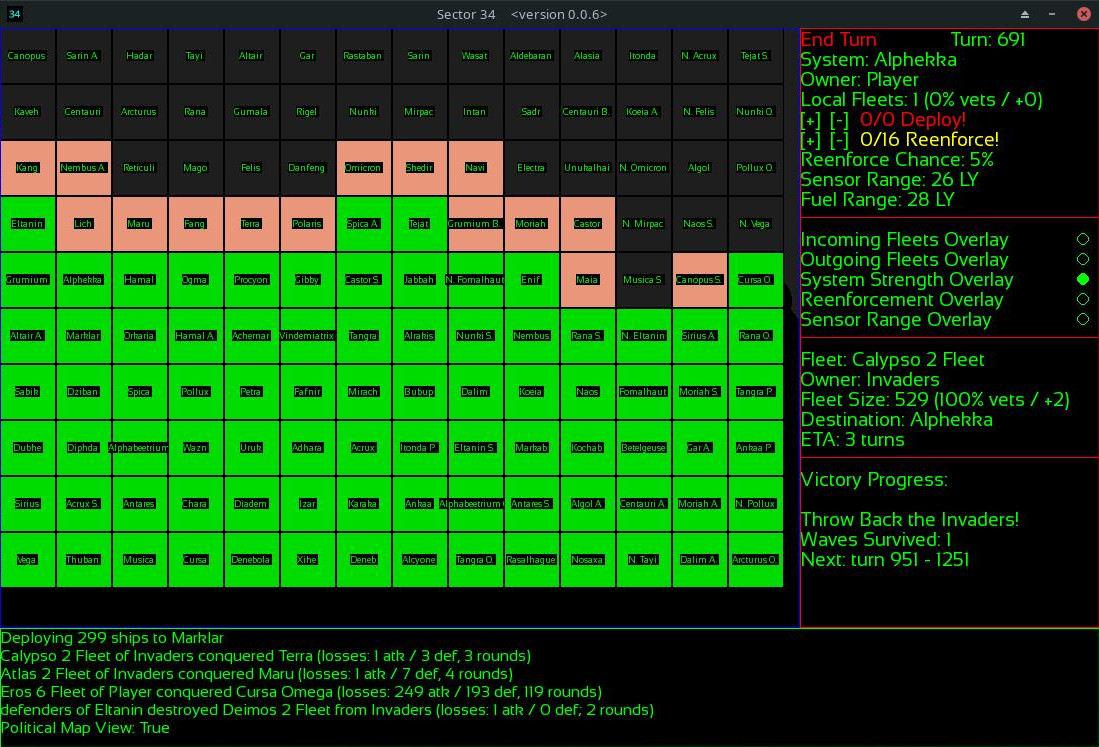 34 Sector 34 <version 0.0.6>
Canopus Sarin A. Hadar Tayi Altair Gar Rastaban Sarin Wasat Aldebaran Alasia Itonda N. Acrux Tejat S.
Kaveh Centauri Arcturus Rana Gumala Rigel Nunki Mirpac Intan Sadr Centauri B. Koeia A. N. Felis Nunki O.
Kang Nembus A. Reticuli Mago Felis Danfeng Omicron Shedir Navi Electra Unukalhai N. Omicron Algol Pollux O.
Eltanin Lich Maru Fang Terra Polaris Spica A. Tejat Grumium B. Moriah Castor N. Mirpac Naos S. N. Vega
Grumium Alphekka Hamal Ogma Procyon Gibby Castor S. Jabbah N. Fomalhaut Enif Maia Musica S. Canopus S. Cursa O.
Altair A. Marklar Orkaria Hamal A. Achernar Vindemiatrix Tangra Alrakis Nunki S. Nembus Rana S. N. Eltanin Sirius A. Rana O.
Sabik Dziban Spica Pollux Petra Fafnir Mirach Bubup Dalim Koeia Naos Fomalhaut Moriah S. Tangra P.
Dubhe Diphda Alphabeetrium Wazn Uruk Adhara Acrux Itonda P. Eltanin S. Markab Kochab Betelgeuse Gar A. Ankaa P.
Sirius Acrux S. Antares Chara Diadem Izar Karaka Ankaa Alphabeetrium Antares S. Algol A. Centauri A. Moriah A. N. Pollux
Vega Thuban Musica Cursa Denebola Xihe Deneb Alcyone Tangra O. Rasalhague Nosaxa N. Tayi Dalim A. Arcturus O.
End Turn Turn: 691
System: Alphekka
Owner: Player
Local Fleets: 1 (0% vets / +0)
[+] [-] 0/0 Deploy!
[+] [-] 0/16 Reenforce!
Reenforce Chance: 5%
Sensor Range: 26 LY
Fuel Range: 28 LY
Incoming Fleets Overlay
Outgoing Fleets Overlay
System Strength Overlay
Reenforcement Overlay
Sensor Range Overlay
Fleet: Calypso 2 Fleet
Owner: Invaders
Fleet Size: 529 (100% vets / +2)
Destination: Alphekka
ETA: 3 turns
Victory Progress:
Throw Back the Invaders!
Waves Survived: 1
Next: turn 951 - 1251
Deploying 299 ships to Marklar
Calypso 2 Fleet of Invaders conquered Terra (losses: 1 atk / 3 def, 3 rounds)
Atlas 2 Fleet of Invaders conquered Maru (losses: 1 atk / 7 def, 4 rounds)
Eros 6 Fleet of Player conquered Cursa Omega (losses: 249 atk / 193 def, 119 rounds)
defenders of Eltanin destroyed Deimos 2 Fleet from Invaders (losses: 1 atk / 0 def; 2 rounds)
Political Map View: True